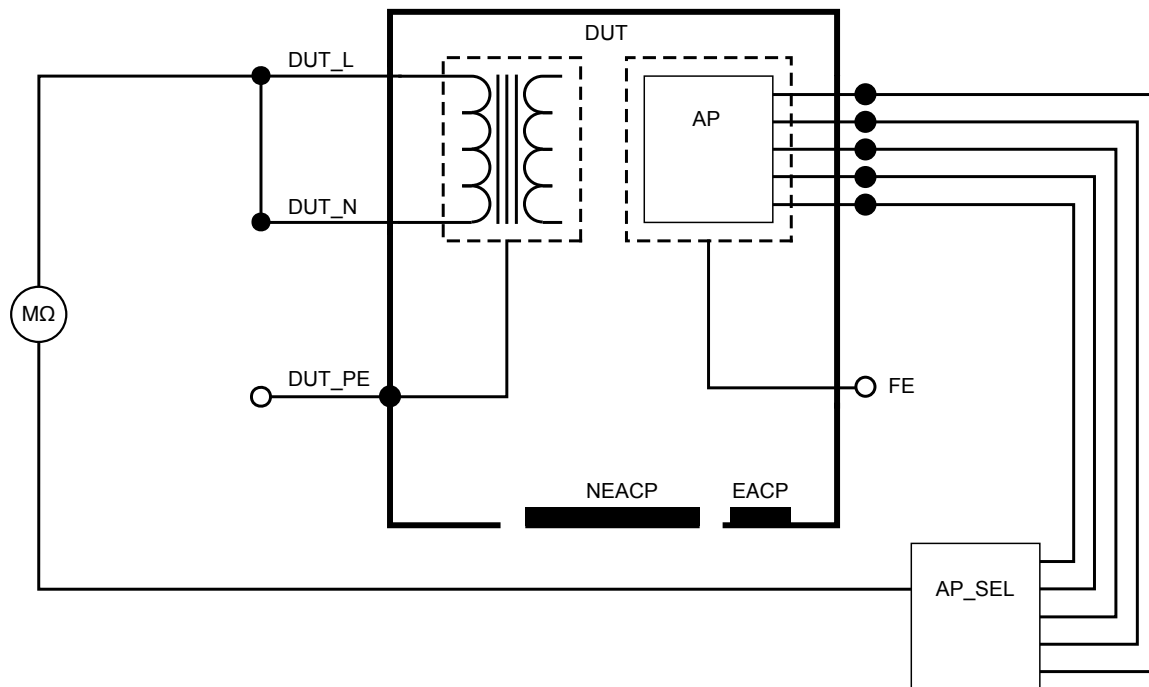 DUT
DUT_L
AP
DUT_N
MΩ
DUT_PE
FE
NEACP
EACP
AP_SEL